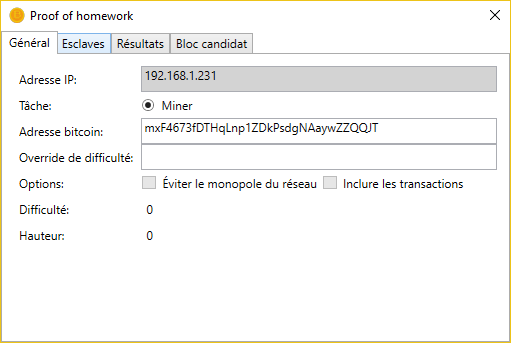 Proof of homework
Général Esclaves Résultats Bloc candidat
Adresse IP: 192.168.1.231
Tâche: Miner
Adresse bitcoin: mxF4673fDTHqLnp1ZDkPsdgNAaywZZQQJT
Override de difficulté:
Options: Éviter le monopole du réseau Inclure les transactions
Difficulté: 0
Hauteur: 0